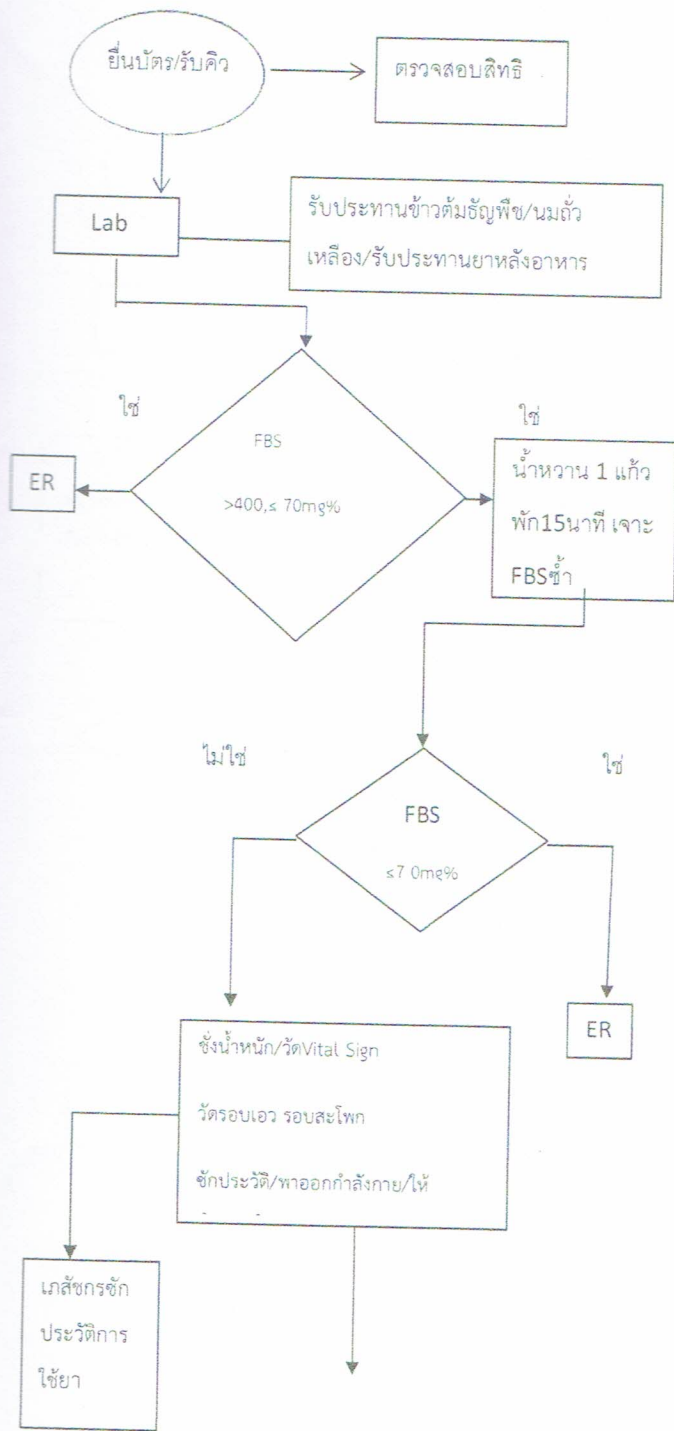 ยื่นบัตร/รับคิว
ตรวจสอบสิทธิ
Lab
รับประทานข้าวต้มธัญพืช/นมถั่ว
เหลือง/รับประทานยาหลังอาหาร
ใช่
ใช่
FBS
>400,≤ 70mg%
ER
น้ำหวาน 1 แก้ว
พัก15นาที เจาะ
FBSซ้ำ
ไม่ใช่
ใช่
FBS
≤7 0mg%
ER
ชั่งน้ำหนัก/วัดVital Sign
วัดรอบเอว รอบสะโพก
ซักประวัติ/พาออกกำลังกาย/ให้
เภสัชกรซัก
ประวัติการ
ใช้ยา